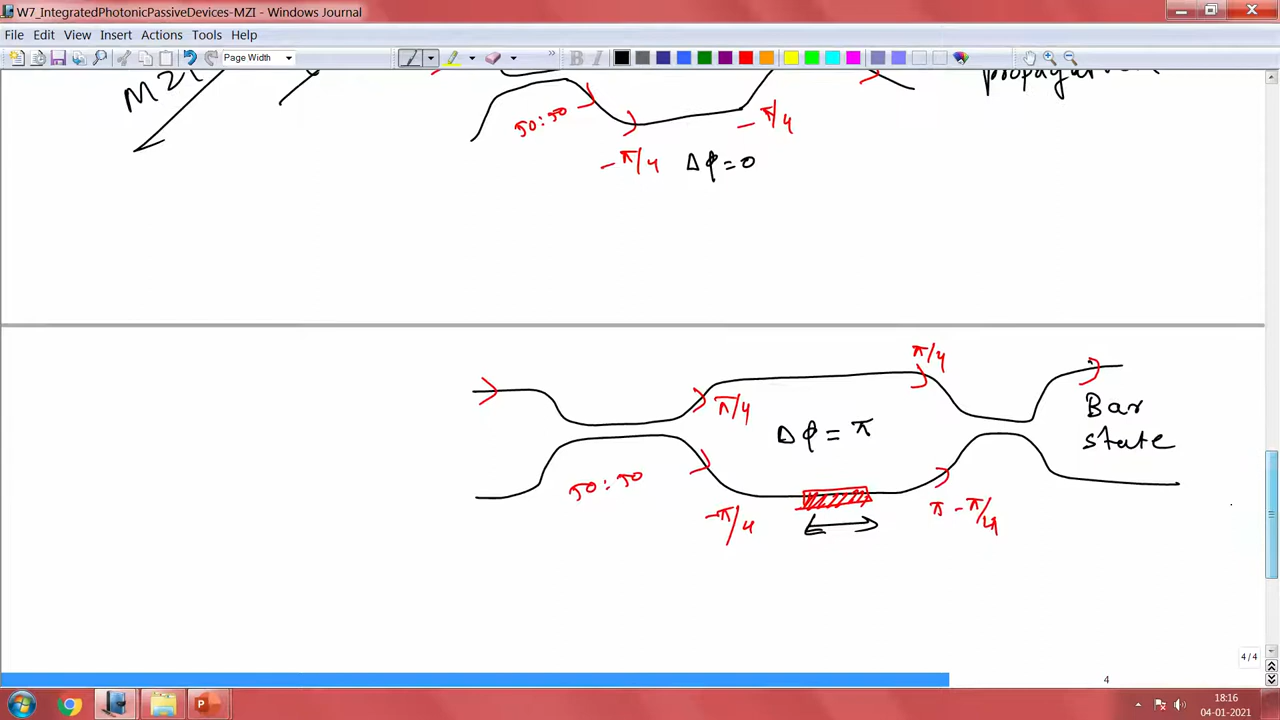 W7_IntegratedPhotonicPassiveDevices-MZI - Windows Journal
File Edit View Insert Actions Tools Help
Page Width
B I
MZI
50:50
-π/4
Δφ=0
-π/4
π/4
π/4
Δφ = π
50:50
-π/4
π - π/4
Bar
state
4/4
4
18:16
04-01-2021